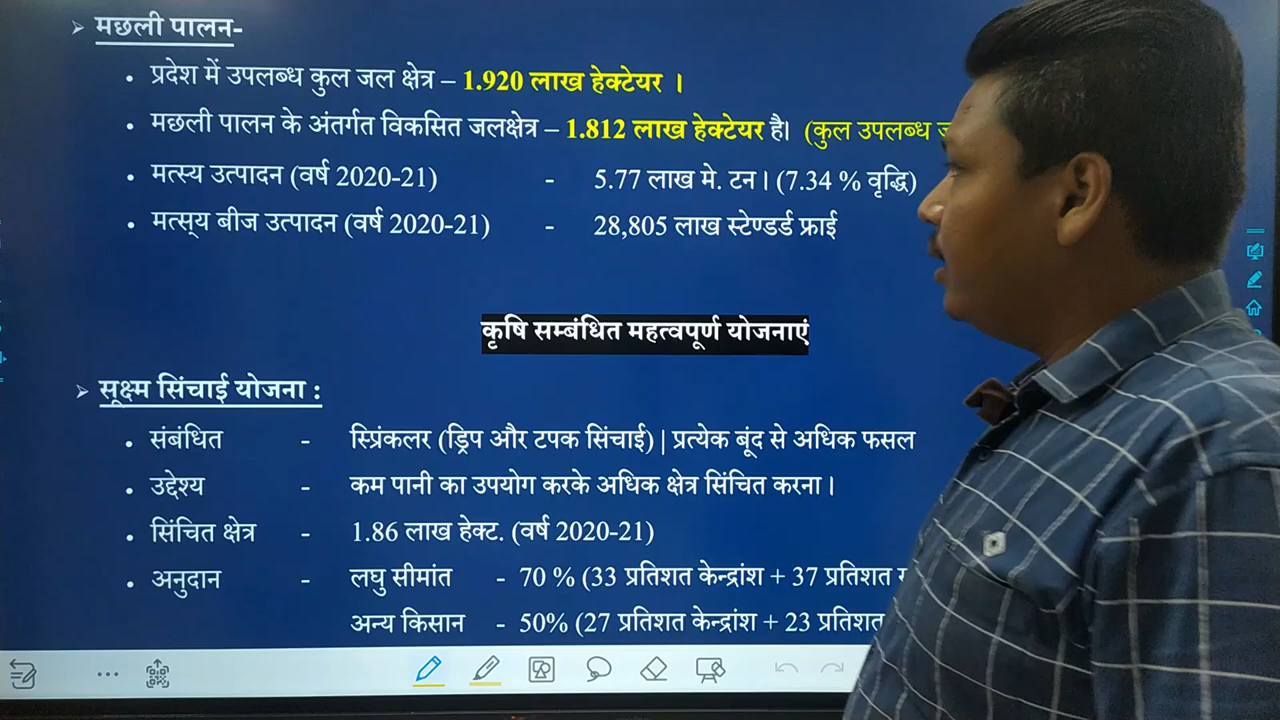 ➢ मछली पालन-
• प्रदेश में उपलब्ध कुल जल क्षेत्र – 1.920 लाख हेक्टेयर ।
• मछली पालन के अंतर्गत विकसित जलक्षेत्र – 1.812 लाख हेक्टेयर है। (कुल उपलब्ध
• मत्स्य उत्पादन (वर्ष 2020-21) - 5.77 लाख मे. टन । (7.34 % वृद्धि)
• मत्स्‍य बीज उत्पादन (वर्ष 2020-21) - 28,805 लाख स्टेण्डर्ड फ्राई
कृषि सम्बंधित महत्वपूर्ण योजनाएं
➢ सूक्ष्म सिंचाई योजना :
• संबंधित - स्प्रिंकलर (ड्रिप और टपक सिंचाई) | प्रत्येक बूंद से अधिक फसल
• उद्देश्य - कम पानी का उपयोग करके अधिक क्षेत्र सिंचित करना ।
• सिंचित क्षेत्र - 1.86 लाख हेक्ट. (वर्ष 2020-21)
• अनुदान - लघु सीमांत - 70 % (33 प्रतिशत केन्द्रांश + 37 प्रतिशत
अन्य किसान - 50% (27 प्रतिशत केन्द्रांश + 23 प्रतिशत